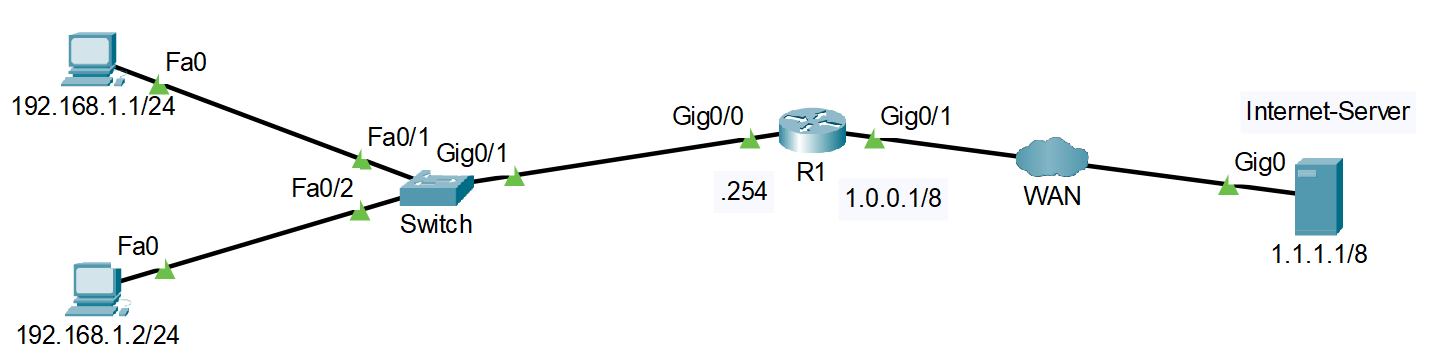 Fa0
192.168.1.1/24
Fa0/1
Gig0/1
Fa0/2
Switch
Fa0
192.168.1.2/24
Gig0/0
Gig0/1
R1
.254
1.0.0.1/8
WAN
Internet-Server
Gig0
1.1.1.1/8